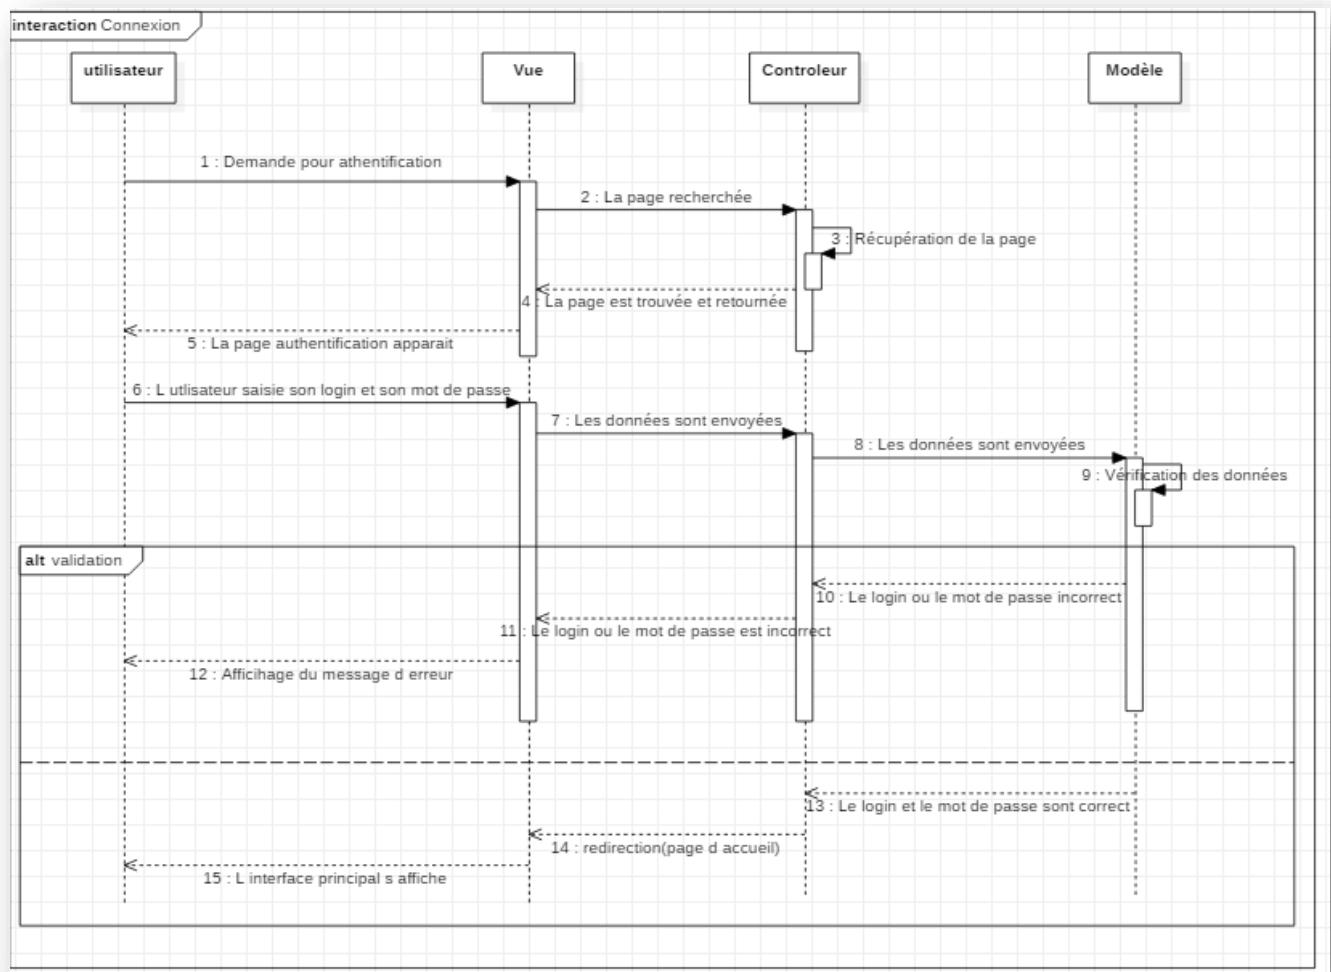 interaction Connexion
utilisateur
Vue
Controleur
Modèle
1 : Demande pour athentification
2 : La page recherchée
3 : Récupération de la page
4 : La page est trouvée et retournée
5 : La page authentification apparait
6 : L utlisateur saisie son login et son mot de passe
7 : Les données sont envoyées
8 : Les données sont envoyées
9 : Vérification des données
alt validation
10 : Le login ou le mot de passe incorrect
11 : Le login ou le mot de passe est incorrect
12 : Afficihage du message d erreur
13 : Le login et le mot de passe sont correct
14 : redirection(page d accueil)
15 : L interface principal s affiche